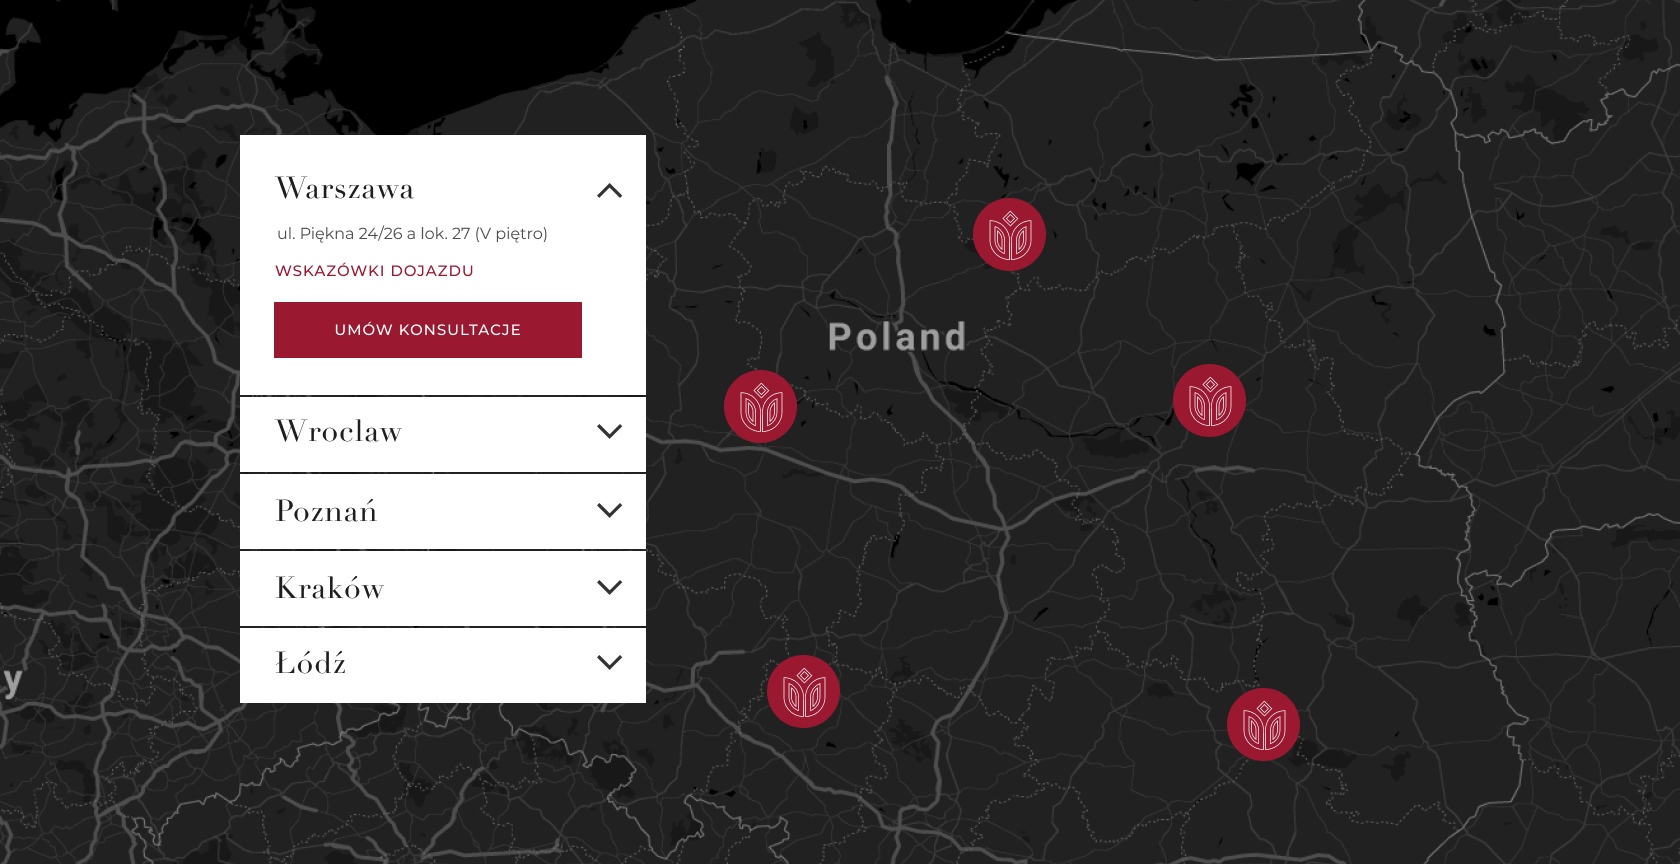 Warszawa
ul. Piękna 24/26 a lok. 27 (V piętro)
WSKAZÓWKI DOJAZDU
UMÓW KONSULTACJE
Wroclaw
Poznań
Kraków
Łódź
Poland
y